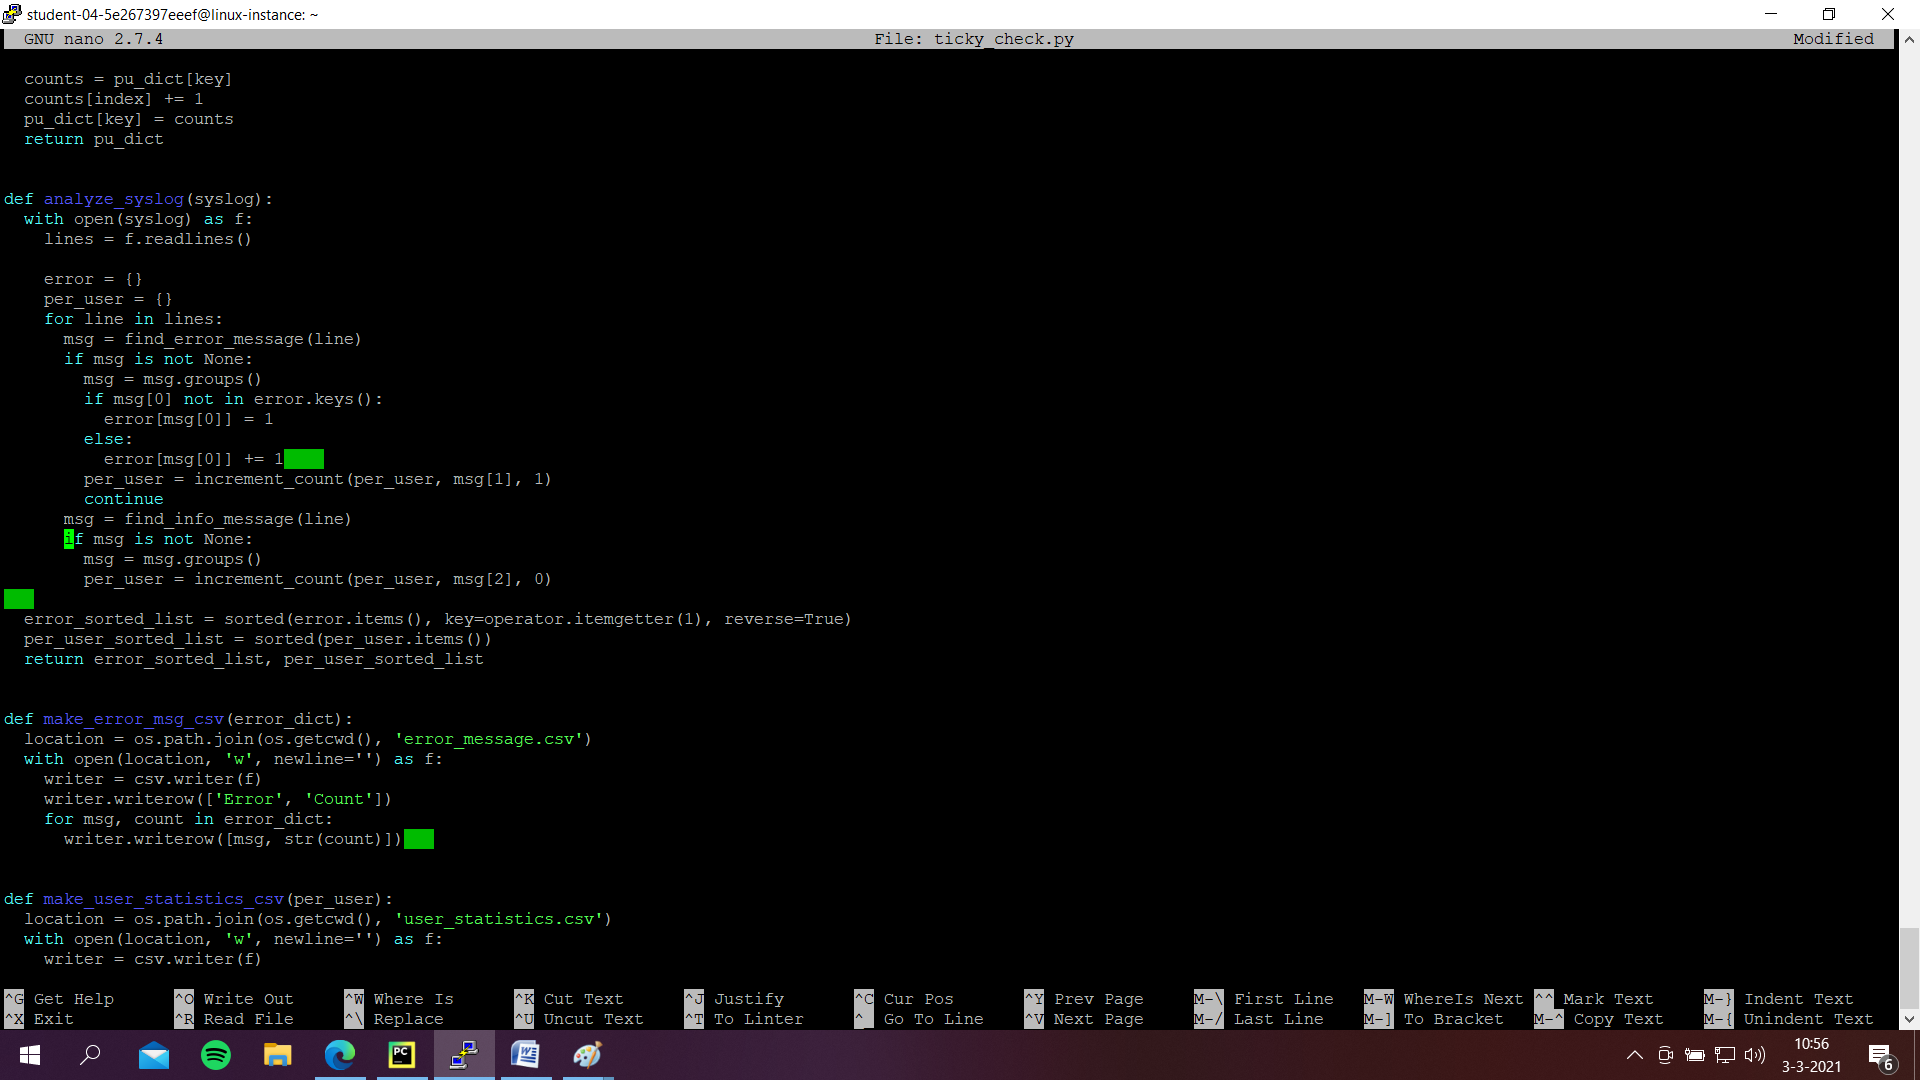 student-04-5e267397eeef@linux-instance: ~
GNU nano 2.7.4 File: ticky_check.py Modified
  counts = pu_dict[key]
  counts[index] += 1
  pu_dict[key] = counts
  return pu_dict
def analyze_syslog(syslog):
  with open(syslog) as f:
    lines = f.readlines()
    error = {}
    per_user = {}
    for line in lines:
      msg = find_error_message(line)
      if msg is not None:
        msg = msg.groups()
        if msg[0] not in error.keys():
          error[msg[0]] = 1
        else:
          error[msg[0]] += 1
        per_user = increment_count(per_user, msg[1], 1)
        continue
      msg = find_info_message(line)
      if msg is not None:
        msg = msg.groups()
        per_user = increment_count(per_user, msg[2], 0)
  error_sorted_list = sorted(error.items(), key=operator.itemgetter(1), reverse=True)
  per_user_sorted_list = sorted(per_user.items())
  return error_sorted_list, per_user_sorted_list
def make_error_msg_csv(error_dict):
  location = os.path.join(os.getcwd(), 'error_message.csv')
  with open(location, 'w', newline='') as f:
    writer = csv.writer(f)
    writer.writerow(['Error', 'Count'])
    for msg, count in error_dict:
      writer.writerow([msg, str(count)])
def make_user_statistics_csv(per_user):
  location = os.path.join(os.getcwd(), 'user_statistics.csv')
  with open(location, 'w', newline='') as f:
    writer = csv.writer(f)
^G Get Help ^O Write Out ^W Where Is ^K Cut Text ^J Justify ^C Cur Pos ^Y Prev Page M-\ First Line M-W WhereIs Next ^^ Mark Text M-} Indent Text
^X Exit ^R Read File ^\ Replace ^U Uncut Text ^T To Linter ^_ Go To Line ^V Next Page M-/ Last Line M-] To Bracket M-^ Copy Text M-{ Unindent Text
PC
W
10:56
3-3-2021
6